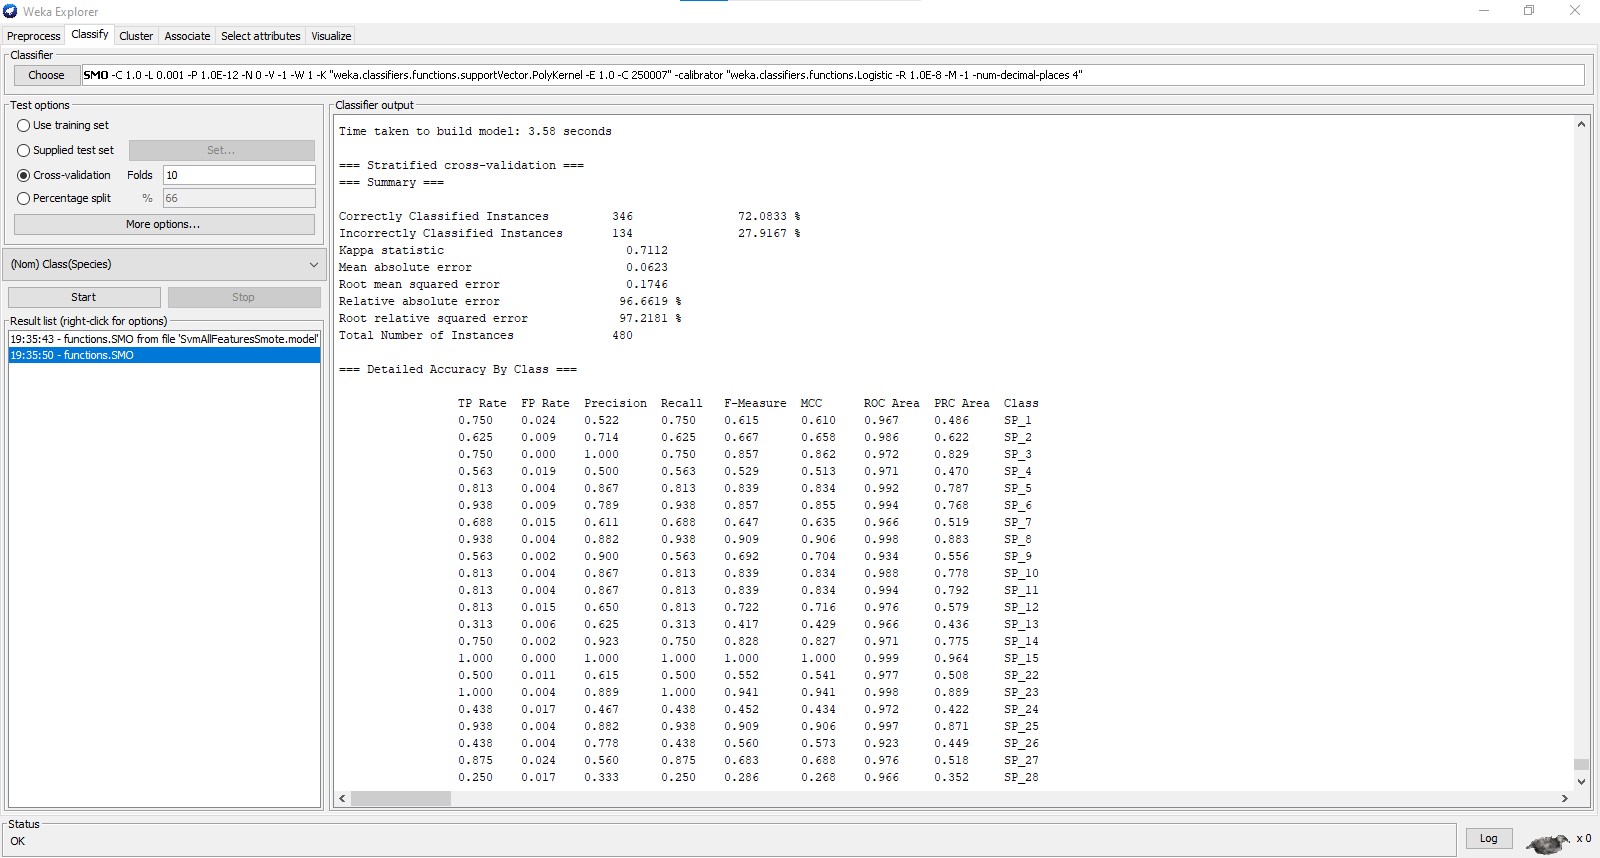 Weka Explorer
Preprocess Classify Cluster Associate Select attributes Visualize
Classifier
Choose SMO -C 1.0 -L 0.001 -P 1.0E-12 -N 0 -V -1 -W 1 -K "weka.classifiers.functions.supportVector.PolyKernel -E 1.0 -C 250007" -calibrator "weka.classifiers.functions.Logistic -R 1.0E-8 -M -1 -num-decimal-places 4"
Test options
Use training set
Supplied test set Set...
Cross-validation Folds 10
Percentage split % 66
More options...
(Nom) Class(Species)
Start Stop
Result list (right-click for options)
19:35:43 - functions.SMO from file 'SvmAllFeaturesSmote.model'
19:35:50 - functions.SMO
Classifier output
Time taken to build model: 3.58 seconds
=== Stratified cross-validation ===
=== Summary ===
Correctly Classified Instances 346 72.0833 %
Incorrectly Classified Instances 134 27.9167 %
Kappa statistic 0.7112
Mean absolute error 0.0623
Root mean squared error 0.1746
Relative absolute error 96.6619 %
Root relative squared error 97.2181 %
Total Number of Instances 480
=== Detailed Accuracy By Class ===
TP Rate FP Rate Precision Recall F-Measure MCC ROC Area PRC Area Class
0.750 0.024 0.522 0.750 0.615 0.610 0.967 0.486 SP_1
0.625 0.009 0.714 0.625 0.667 0.658 0.986 0.622 SP_2
0.750 0.000 1.000 0.750 0.857 0.862 0.972 0.829 SP_3
0.563 0.019 0.500 0.563 0.529 0.513 0.971 0.470 SP_4
0.813 0.004 0.867 0.813 0.839 0.834 0.992 0.787 SP_5
0.938 0.009 0.789 0.938 0.857 0.855 0.994 0.768 SP_6
0.688 0.015 0.611 0.688 0.647 0.635 0.966 0.519 SP_7
0.938 0.004 0.882 0.938 0.909 0.906 0.998 0.883 SP_8
0.563 0.002 0.900 0.563 0.692 0.704 0.934 0.556 SP_9
0.813 0.004 0.867 0.813 0.839 0.834 0.988 0.778 SP_10
0.813 0.004 0.867 0.813 0.839 0.834 0.994 0.792 SP_11
0.813 0.015 0.650 0.813 0.722 0.716 0.976 0.579 SP_12
0.313 0.006 0.625 0.313 0.417 0.429 0.966 0.436 SP_13
0.750 0.002 0.923 0.750 0.828 0.827 0.971 0.775 SP_14
1.000 0.000 1.000 1.000 1.000 1.000 0.999 0.964 SP_15
0.500 0.011 0.615 0.500 0.552 0.541 0.977 0.508 SP_22
1.000 0.004 0.889 1.000 0.941 0.941 0.998 0.889 SP_23
0.438 0.017 0.467 0.438 0.452 0.434 0.972 0.422 SP_24
0.938 0.004 0.882 0.938 0.909 0.906 0.997 0.871 SP_25
0.438 0.004 0.778 0.438 0.560 0.573 0.923 0.449 SP_26
0.875 0.024 0.560 0.875 0.683 0.688 0.976 0.518 SP_27
0.250 0.017 0.333 0.250 0.286 0.268 0.966 0.352 SP_28
Status
OK
Log x 0